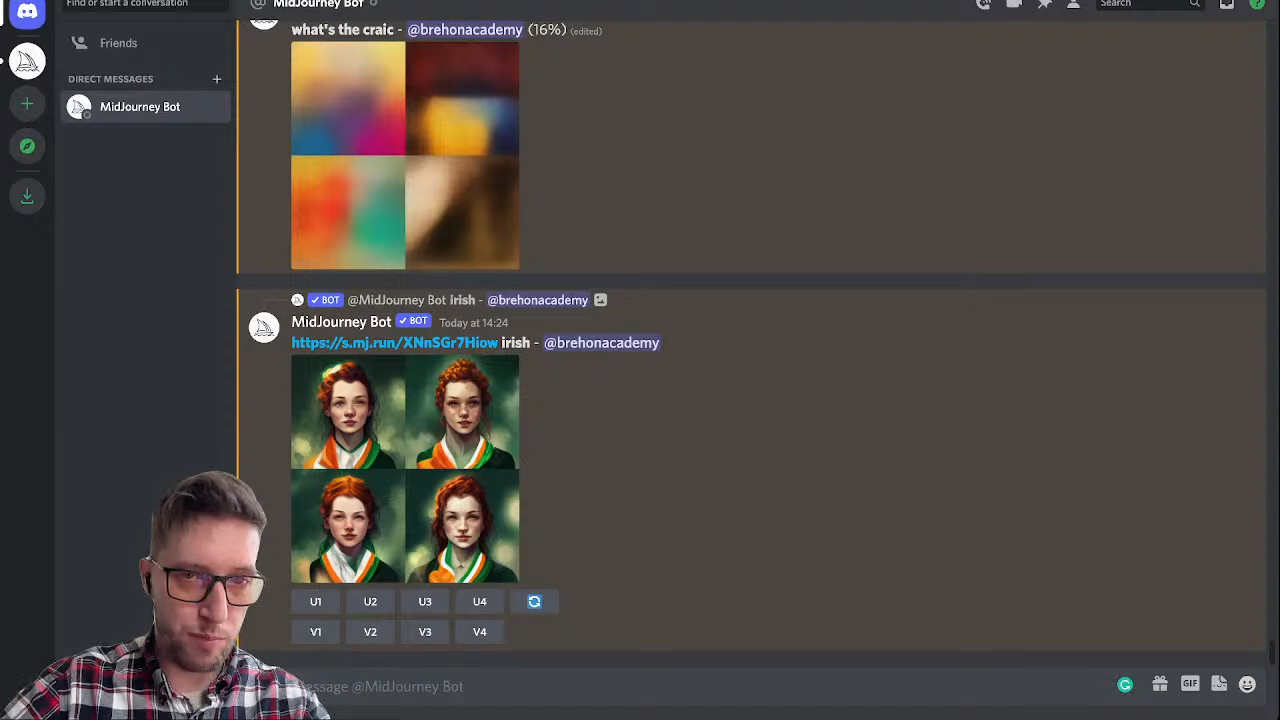 Find or start a conversation
MidJourney Bot
Search
Friends
DIRECT MESSAGES
MidJourney Bot
what's the craic - @brehonacademy (16%) (edited)
BOT @MidJourney Bot irish - @brehonacademy
MidJourney Bot BOT Today at 14:24
https://s.mj.run/XNnSGr7Hiow irish - @brehonacademy
U1 U2 U3 U4
V1 V2 V3 V4
essage @MidJourney Bot
GIF